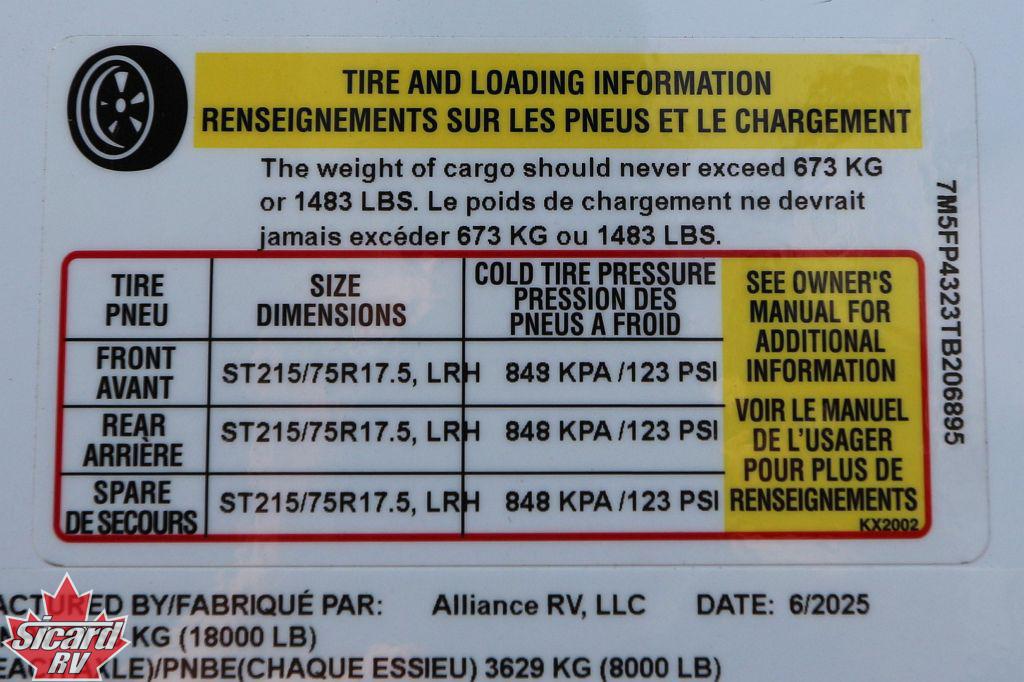 TIRE AND LOADING INFORMATION
RENSEIGNEMENTS SUR LES PNEUS ET LE CHARGEMENT
The weight of cargo should never exceed 673 KG
or 1483 LBS. Le poids de chargement ne devrait
jamais excéder 673 KG ou 1483 LBS.
TIRE
PNEU
SIZE
DIMENSIONS
COLD TIRE PRESSURE
PRESSION DES
PNEUS A FROID
FRONT
AVANT
ST215/75R17.5, LRH
848 KPA /123 PSI
REAR
ARRIÈRE
ST215/75R17.5, LRH
848 KPA /123 PSI
SPARE
DE SECOURS
ST215/75R17.5, LRH
848 KPA /123 PSI
SEE OWNER'S
MANUAL FOR
ADDITIONAL
INFORMATION
VOIR LE MANUEL
DE L'USAGER
POUR PLUS DE
RENSEIGNEMENTS
KX2002
7M5FP4323TB206895
ACTURED BY/FABRIQUÉ PAR: Alliance RV, LLC DATE: 6/2025
KG (18000 LB)
)/PNBE(CHAQUE ESSIEU) 3629 KG (8000 LB)
Sicard
RV